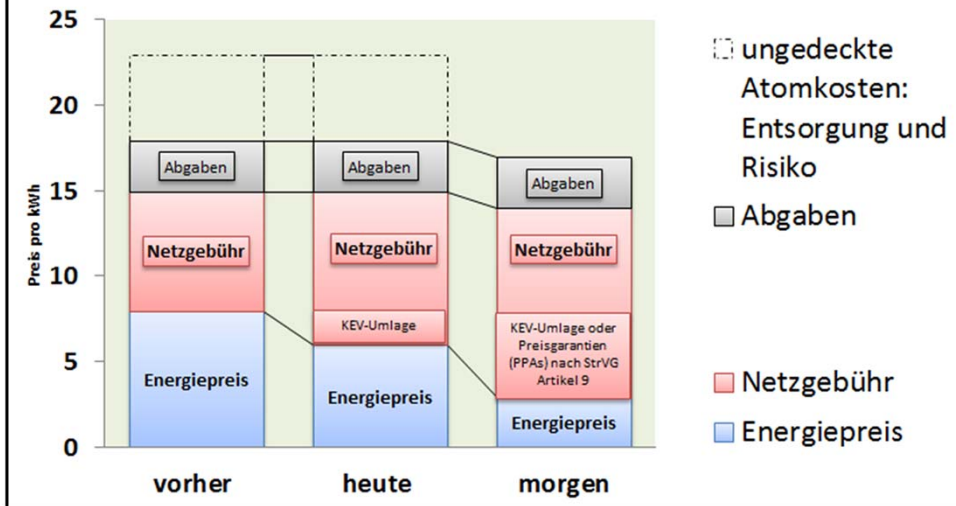 25
20
15
10
5
0
Preis pro kWh
Abgaben
Abgaben
Abgaben
Netzgebühr
Netzgebühr
Netzgebühr
KEV-Umlage
KEV-Umlage oder
Preisgarantien
(PPAs) nach StrVG
Artikel 9
Energiepreis
Energiepreis
Energiepreis
vorher
heute
morgen
ungedeckte
Atomkosten:
Entsorgung und
Risiko
Abgaben
Netzgebühr
Energiepreis